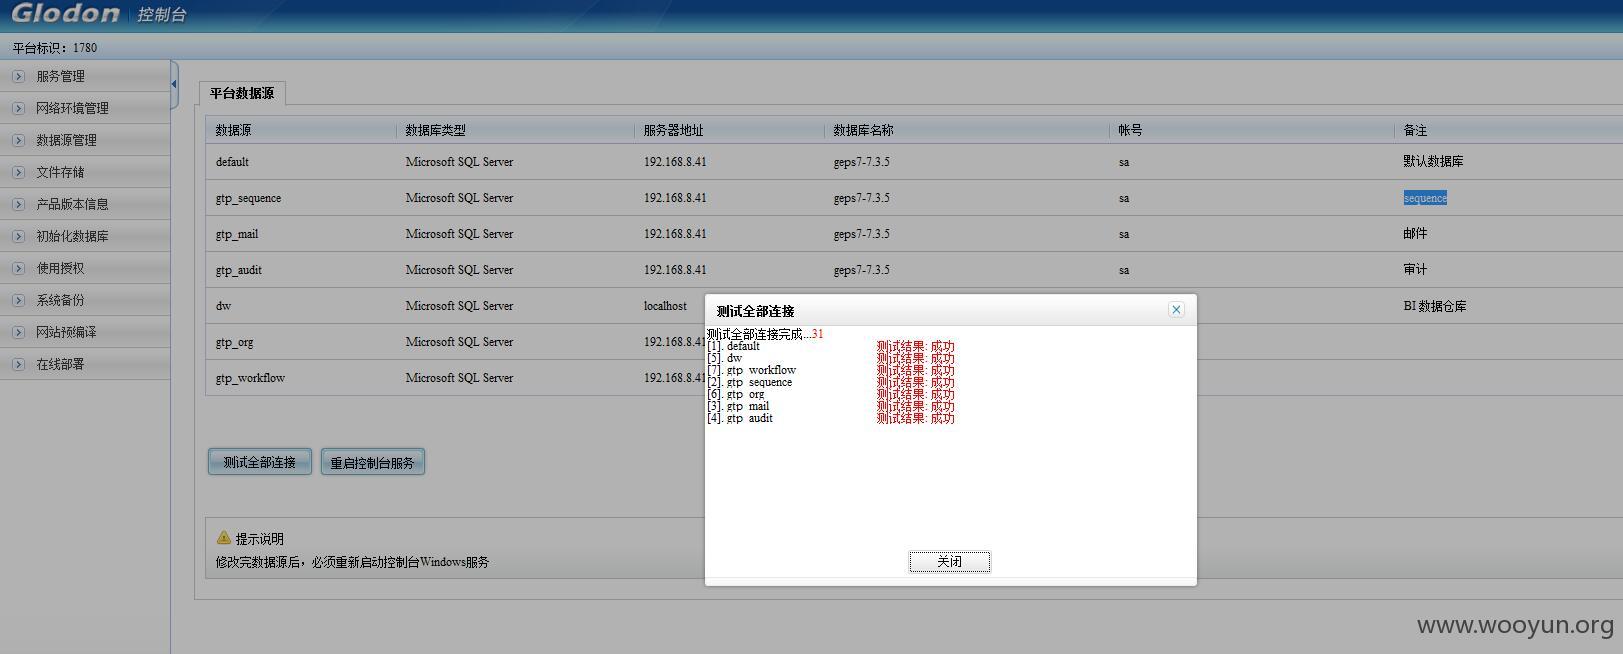 Glodon 控制台
平台标识：1780
服务管理
网络环境管理
数据源管理
文件存储
产品版本信息
初始化数据库
使用授权
系统备份
网站预编译
在线部署
平台数据源
数据源 数据库类型 服务器地址 数据库名称 帐号 备注
default Microsoft SQL Server 192.168.8.41 geps7-7.3.5 sa 默认数据库
gtp_sequence Microsoft SQL Server 192.168.8.41 geps7-7.3.5 sa sequence
gtp_mail Microsoft SQL Server 192.168.8.41 geps7-7.3.5 sa 邮件
gtp_audit Microsoft SQL Server 192.168.8.41 geps7-7.3.5 sa 审计
dw Microsoft SQL Server localhost BI 数据仓库
gtp_org Microsoft SQL Server 192.168.8.41
gtp_workflow Microsoft SQL Server 192.168.8.41
测试全部连接
测试全部连接完成...31
[1]. default 测试结果: 成功
[5]. dw 测试结果: 成功
[7]. gtp_workflow 测试结果: 成功
[2]. gtp_sequence 测试结果: 成功
[6]. gtp_org 测试结果: 成功
[3]. gtp_mail 测试结果: 成功
[4]. gtp_audit 测试结果: 成功
关闭
测试全部连接 重启控制台服务
提示说明
修改完数据源后，必须重新启动控制台Windows服务
www.wooyun.org